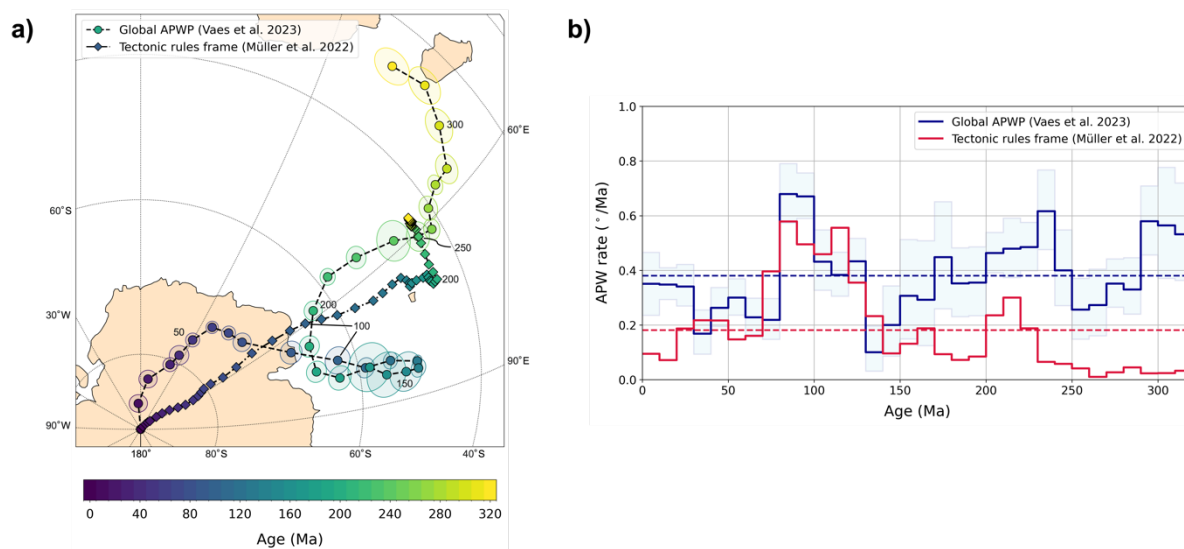 a)
Global APWP (Vaes et al. 2023)
Tectonic rules frame (Müller et al. 2022)
300
60˚E
60˚S
250
200
30˚W
200
100
50
90˚E
150
90˚W
180˚
80˚S
60˚S
40˚S
0 40 80 120 160 200 240 280 320
Age (Ma)
b)
Global APWP (Vaes et al. 2023)
Tectonic rules frame (Müller et al. 2022)
1.0
0.8
0.6
0.4
0.2
0.0
APW rate (˚/Ma)
0 50 100 150 200 250 300
Age (Ma)